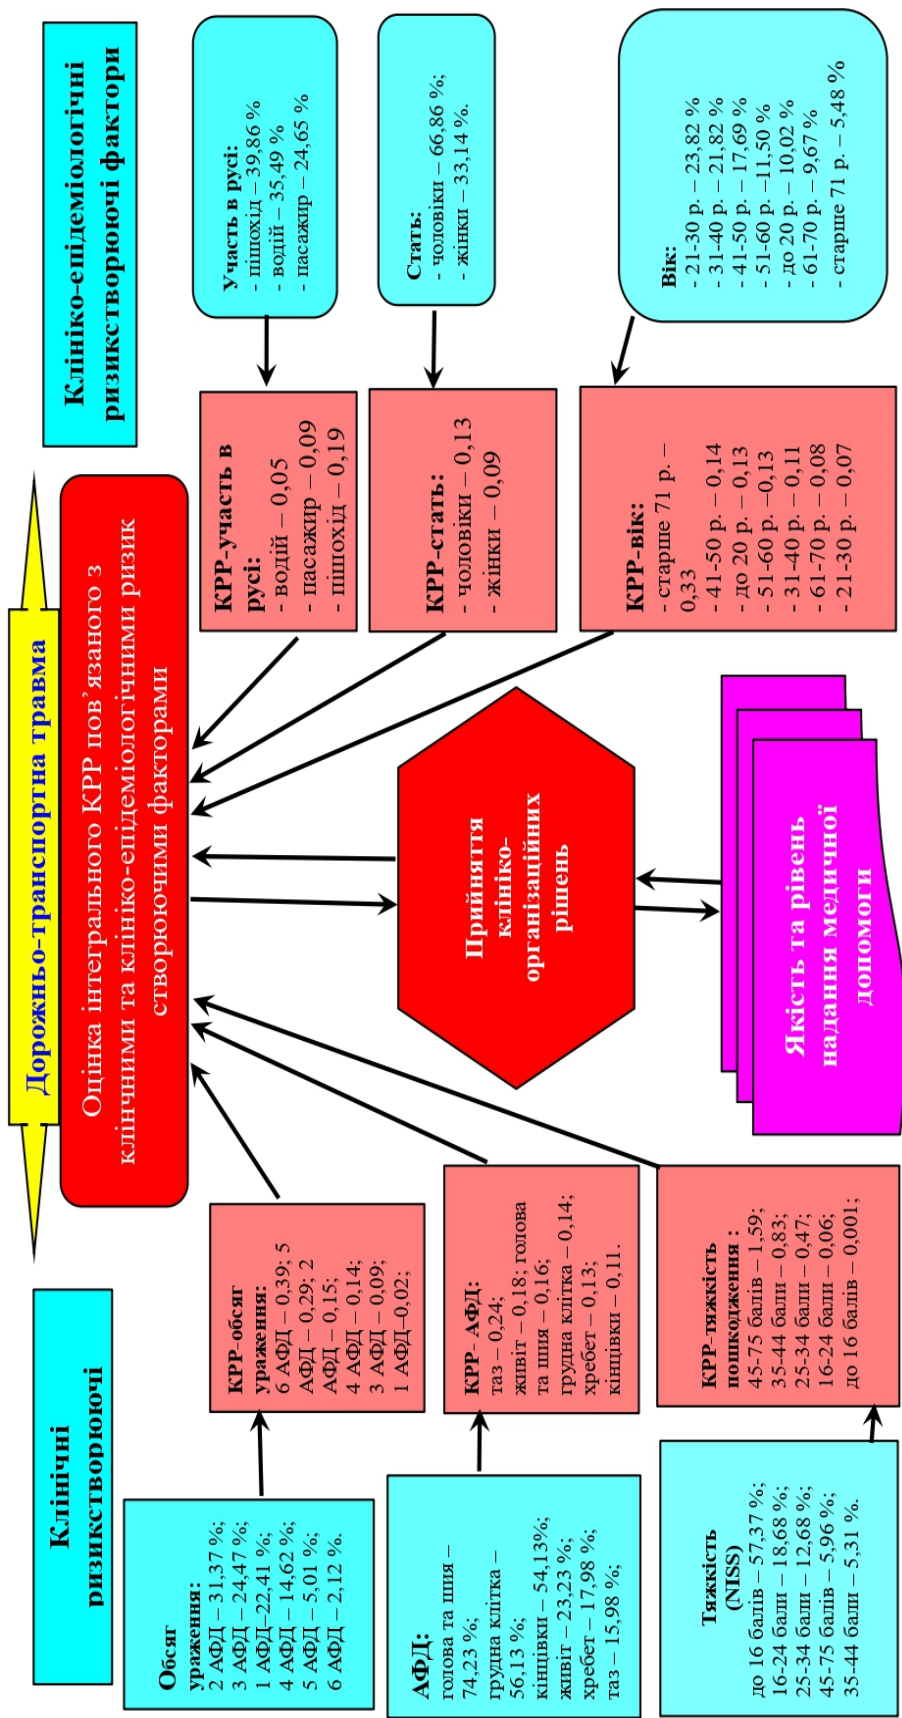 Дорожньо-транспортна травма
Клінічні
ризикстворюючі
Оцінка інтегрального КРР пов’язаного з
клінчними та клініко-епідеміологічними ризик
створюючими факторами
Клініко-епідеміологічні
ризикстворюючі фактори
Обсяг
ураження:
2 АФД – 31,37 %;
3 АФД – 24,47 %;
1 АФД–22,41 %;
4 АФД – 14,62 %;
5 АФД – 5,01 %;
6 АФД – 2,12 %.
КРР-обсяг
ураження:
6 АФД – 0,39; 5
АФД – 0,29; 2
АФД – 0,15;
4 АФД – 0,14;
3 АФД – 0,09;
1 АФД–0,02;
КРР-участь в
русі:
- водій – 0,05
- пасажир – 0,09
- пішохід – 0,19
Участь в русі:
- пішохід – 39,86 %
- водій – 35,49 %
- пасажир – 24,65 %
АФД:
голова та шия –
74,23 %;
грудна клітка –
56,13 %;
кінцівки – 54,13%;
живіт – 23,23 %;
хребет – 17,98 %;
таз – 15,98 %;
КРР- АФД:
таз – 0,24;
живіт – 0,18; голова
та шия – 0,16;
грудна клітка – 0,14;
хребет – 0,13;
кінцівки – 0,11.
Прийняття
клініко-
організаційних
рішень
КРР-стать:
- чоловіки – 0,13
- жінки – 0,09
Стать:
- чоловіки – 66,86 %;
- жінки – 33,14 %.
Тяжкість
(NISS)
до 16 балів – 57,37 %;
16-24 бали – 18,68 %;
25-34 бали – 12,68 %;
45-75 балів – 5,96 %;
35-44 бали – 5,31 %.
КРР-тяжкість
пошкодження :
45-75 балів – 1,59;
35-44 бали – 0,83;
25-34 бали – 0,47;
16-24 бали – 0,06;
до 16 балів – 0,001;
Якість та рівень
надання медичної
допомоги
КРР-вік:
- старше 71 р. –
0,33
- 41-50 р. – 0,14
- до 20 р. – 0,13
- 51-60 р. –0,13
- 31-40 р. – 0,11
- 61-70 р. – 0,08
- 21-30 р. – 0,07
Вік:
- 21-30 р. – 23,82 %
- 31-40 р. – 21,82 %
- 41-50 р. – 17,69 %
- 51-60 р. –11,50 %
- до 20 р. – 10,02 %
- 61-70 р. – 9,67 %
- старше 71 р. – 5,48 %